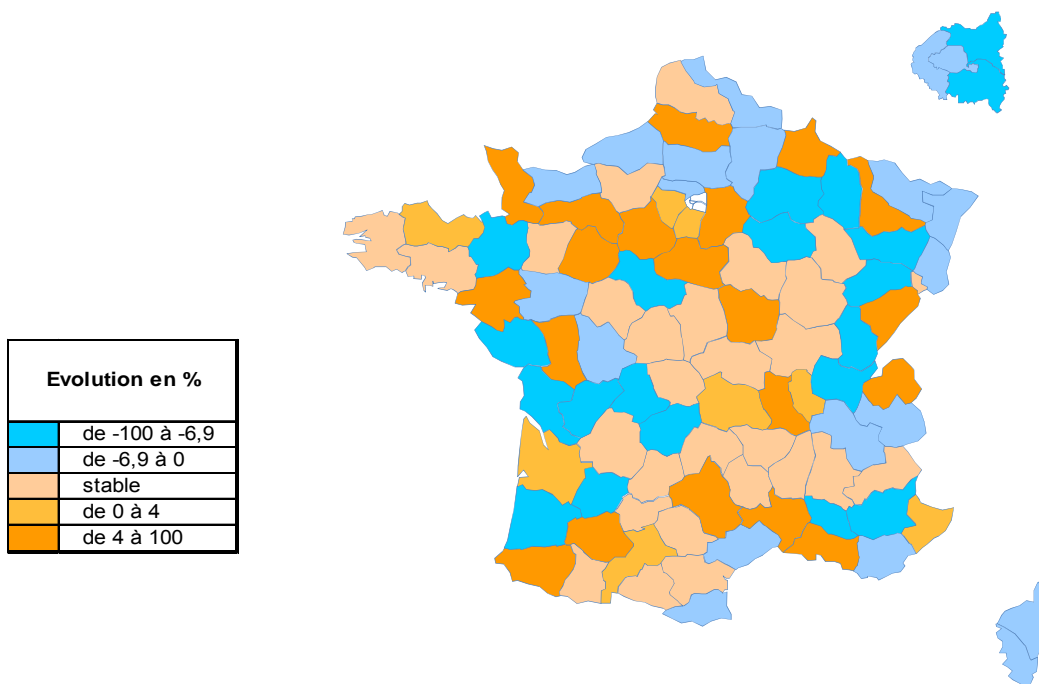 Evolution en %
de -100 à -6,9
de -6,9 à 0
stable
de 0 à 4
de 4 à 100